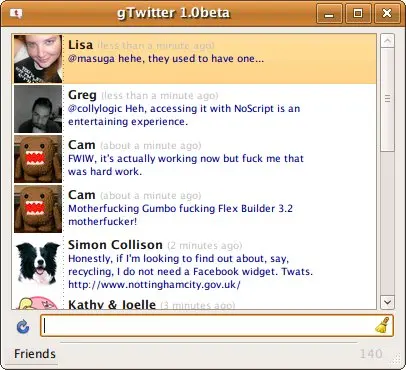 gTwitter 1.0beta
Lisa (less than a minute ago)
@masuga hehe, they used to have one...
Greg (less than a minute ago)
@collylogic Heh, accessing it with NoScript is an
entertaining experience.
Cam (about a minute ago)
FWIW, it's actually working now but fuck me that
was hard work.
Cam (about a minute ago)
Motherfucking Gumbo fucking Flex Builder 3.2
motherfucker!
Simon Collison (2 minutes ago)
Honestly, if I'm looking to find out about, say,
recycling, I do not need a Facebook widget. Twats.
http://www.nottinghamcity.gov.uk/
Kathy & Joelle (3 minutes ago)
Friends
140